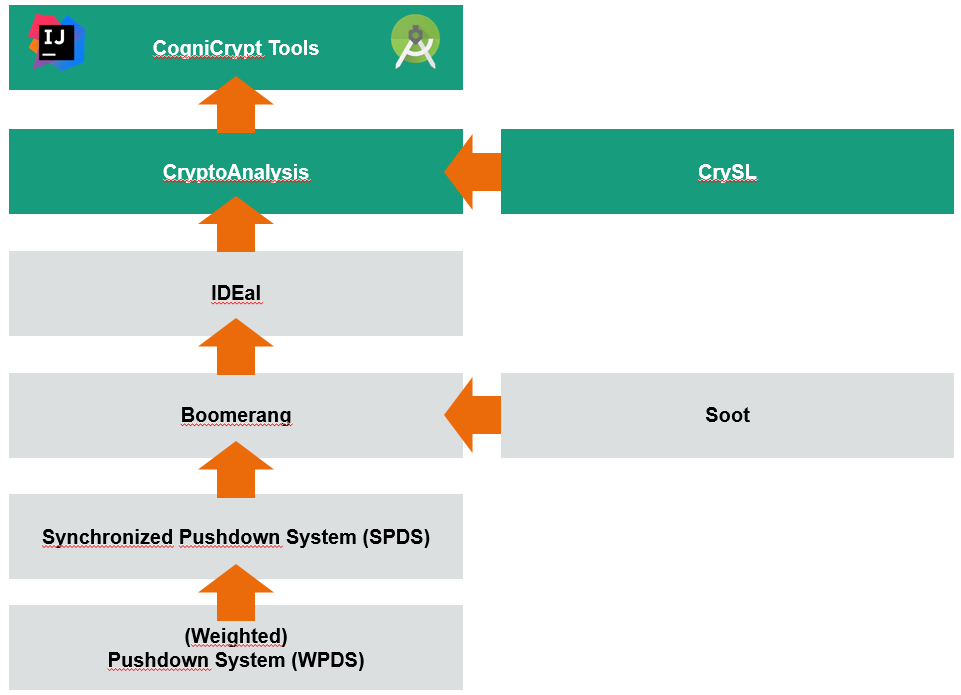 IJ
CogniCrypt Tools
CryptoAnalysis
CrySL
IDEal
Boomerang
Soot
Synchronized Pushdown System (SPDS)
(Weighted)
Pushdown System (WPDS)